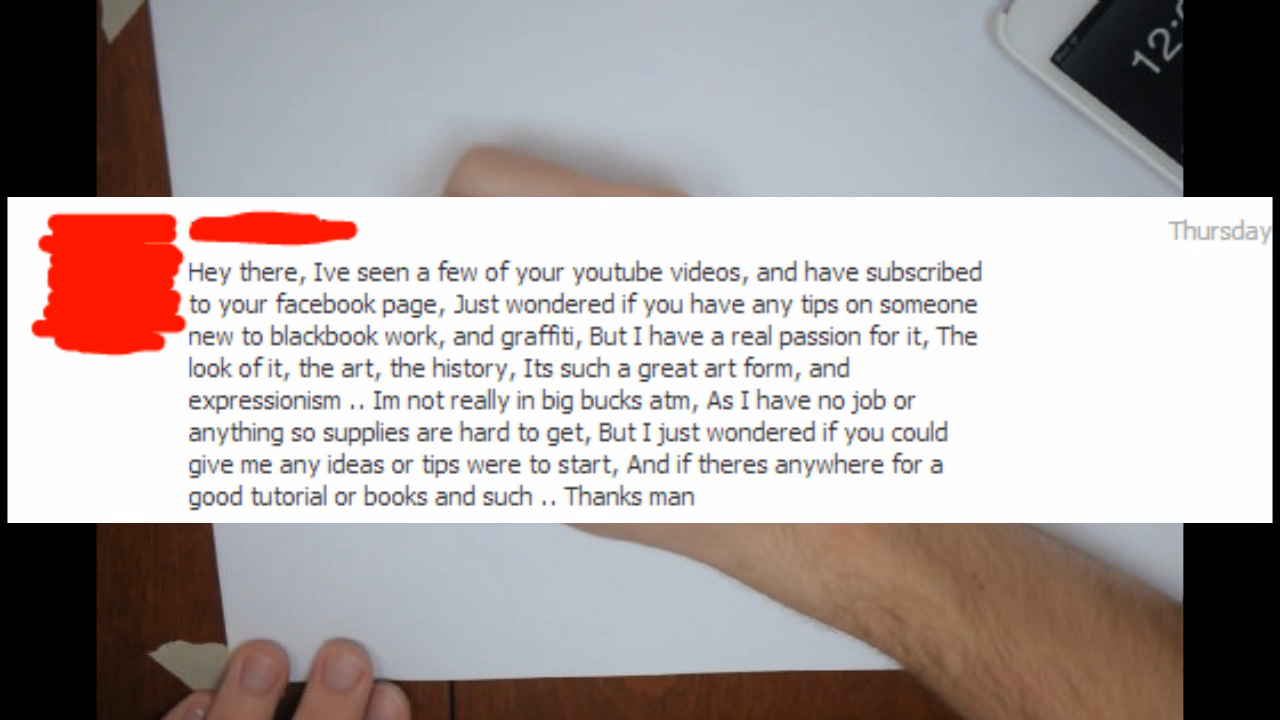 12:
Thursday
Hey there, Ive seen a few of your youtube videos, and have subscribed
to your facebook page, Just wondered if you have any tips on someone
new to blackbook work, and graffiti, But I have a real passion for it, The
look of it, the art, the history, Its such a great art form, and
expressionism .. Im not really in big bucks atm, As I have no job or
anything so supplies are hard to get, But I just wondered if you could
give me any ideas or tips were to start, And if theres anywhere for a
good tutorial or books and such .. Thanks man